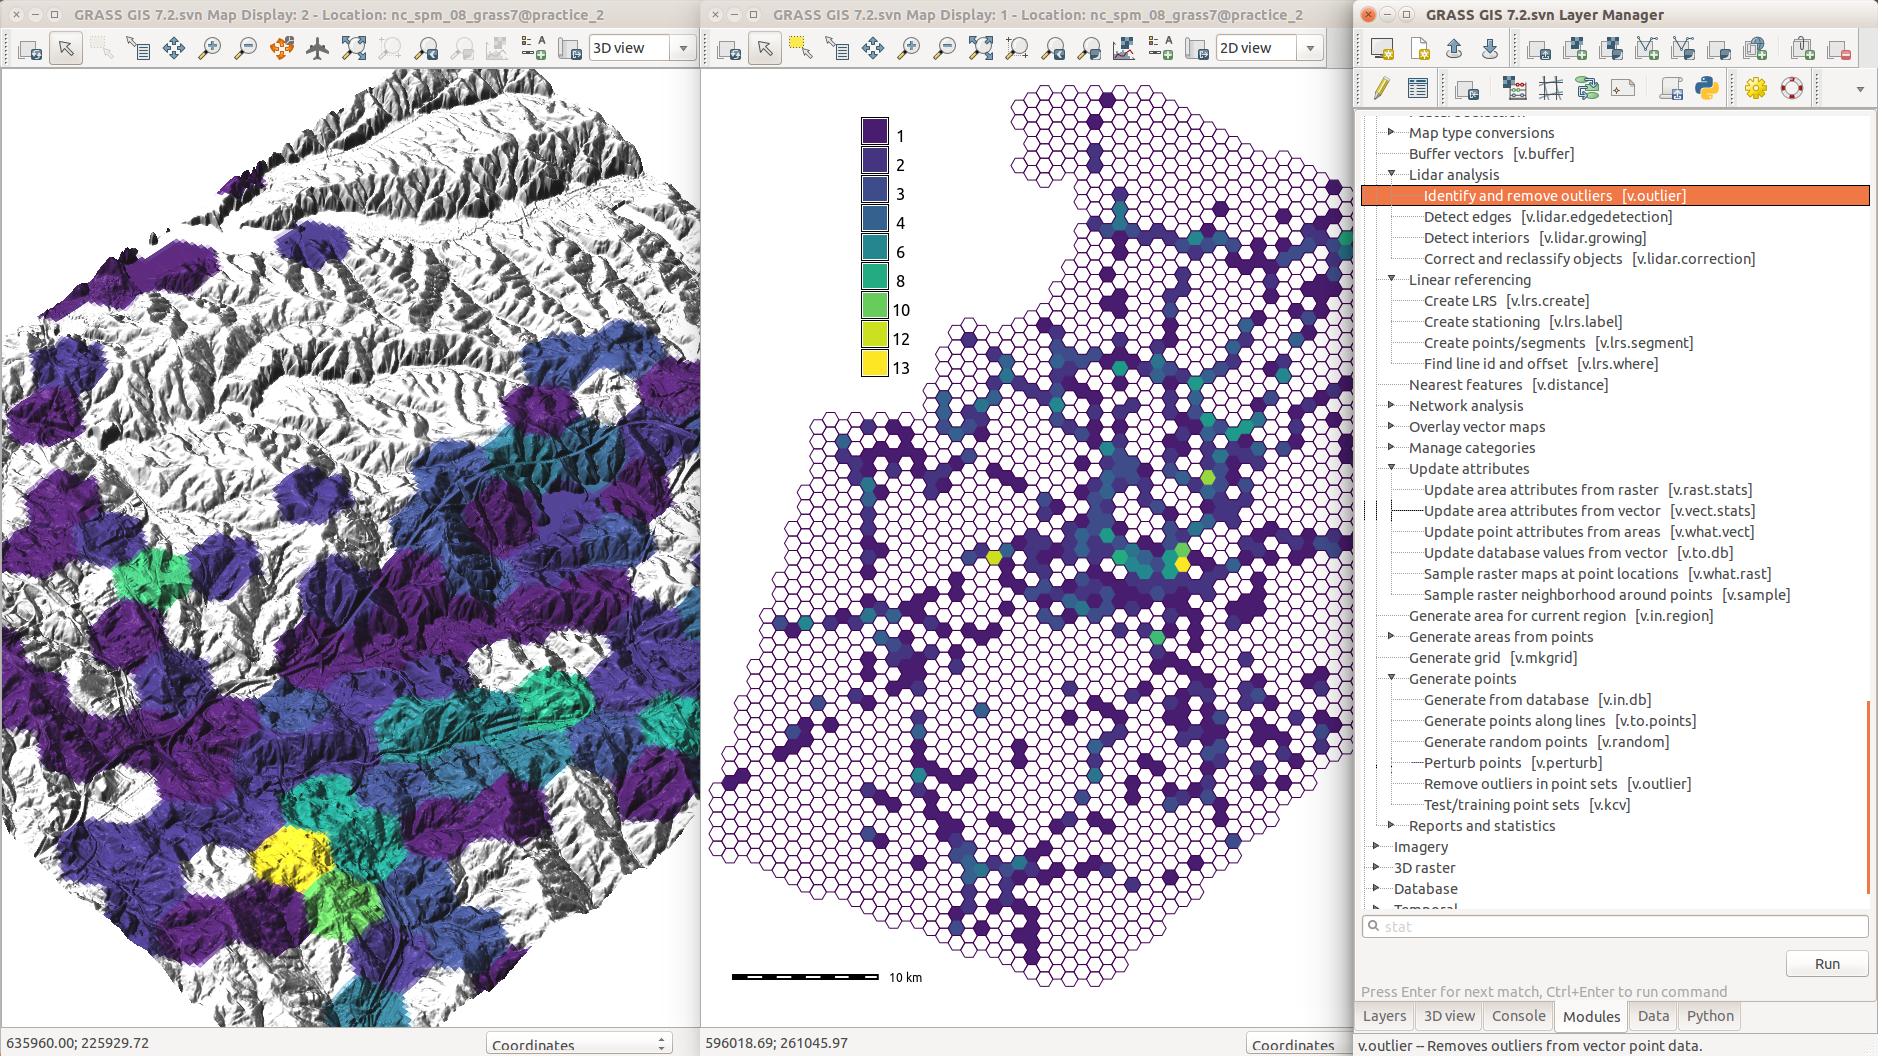 GRASS GIS 7.2.svn Map Display: 2 - Location: nc_spm_08_grass7@practice_2
3D view
635960.00; 225929.72
Coordinates
GRASS GIS 7.2.svn Map Display: 1 - Location: nc_spm_08_grass7@practice_2
2D view
1
2
3
4
6
8
10
12
13
10 km
596018.69; 261045.97
Coordinates
GRASS GIS 7.2.svn Layer Manager
Map type conversions
Buffer vectors [v.buffer]
Lidar analysis
Identify and remove outliers [v.outlier]
Detect edges [v.lidar.edgedetection]
Detect interiors [v.lidar.growing]
Correct and reclassify objects [v.lidar.correction]
Linear referencing
Create LRS [v.lrs.create]
Create stationing [v.lrs.label]
Create points/segments [v.lrs.segment]
Find line id and offset [v.lrs.where]
Nearest features [v.distance]
Network analysis
Overlay vector maps
Manage categories
Update attributes
Update area attributes from raster [v.rast.stats]
Update area attributes from vector [v.vect.stats]
Update point attributes from areas [v.what.vect]
Update database values from vector [v.to.db]
Sample raster maps at point locations [v.what.rast]
Sample raster neighborhood around points [v.sample]
Generate area for current region [v.in.region]
Generate areas from points
Generate grid [v.mkgrid]
Generate points
Generate from database [v.in.db]
Generate points along lines [v.to.points]
Generate random points [v.random]
Perturb points [v.perturb]
Remove outliers in point sets [v.outlier]
Test/training point sets [v.kcv]
Reports and statistics
Imagery
3D raster
Database
Temporal
stat
Run
Press Enter for next match, Ctrl+Enter to run command
Layers 3D view Console Modules Data Python
v.outlier – Removes outliers from vector point data.